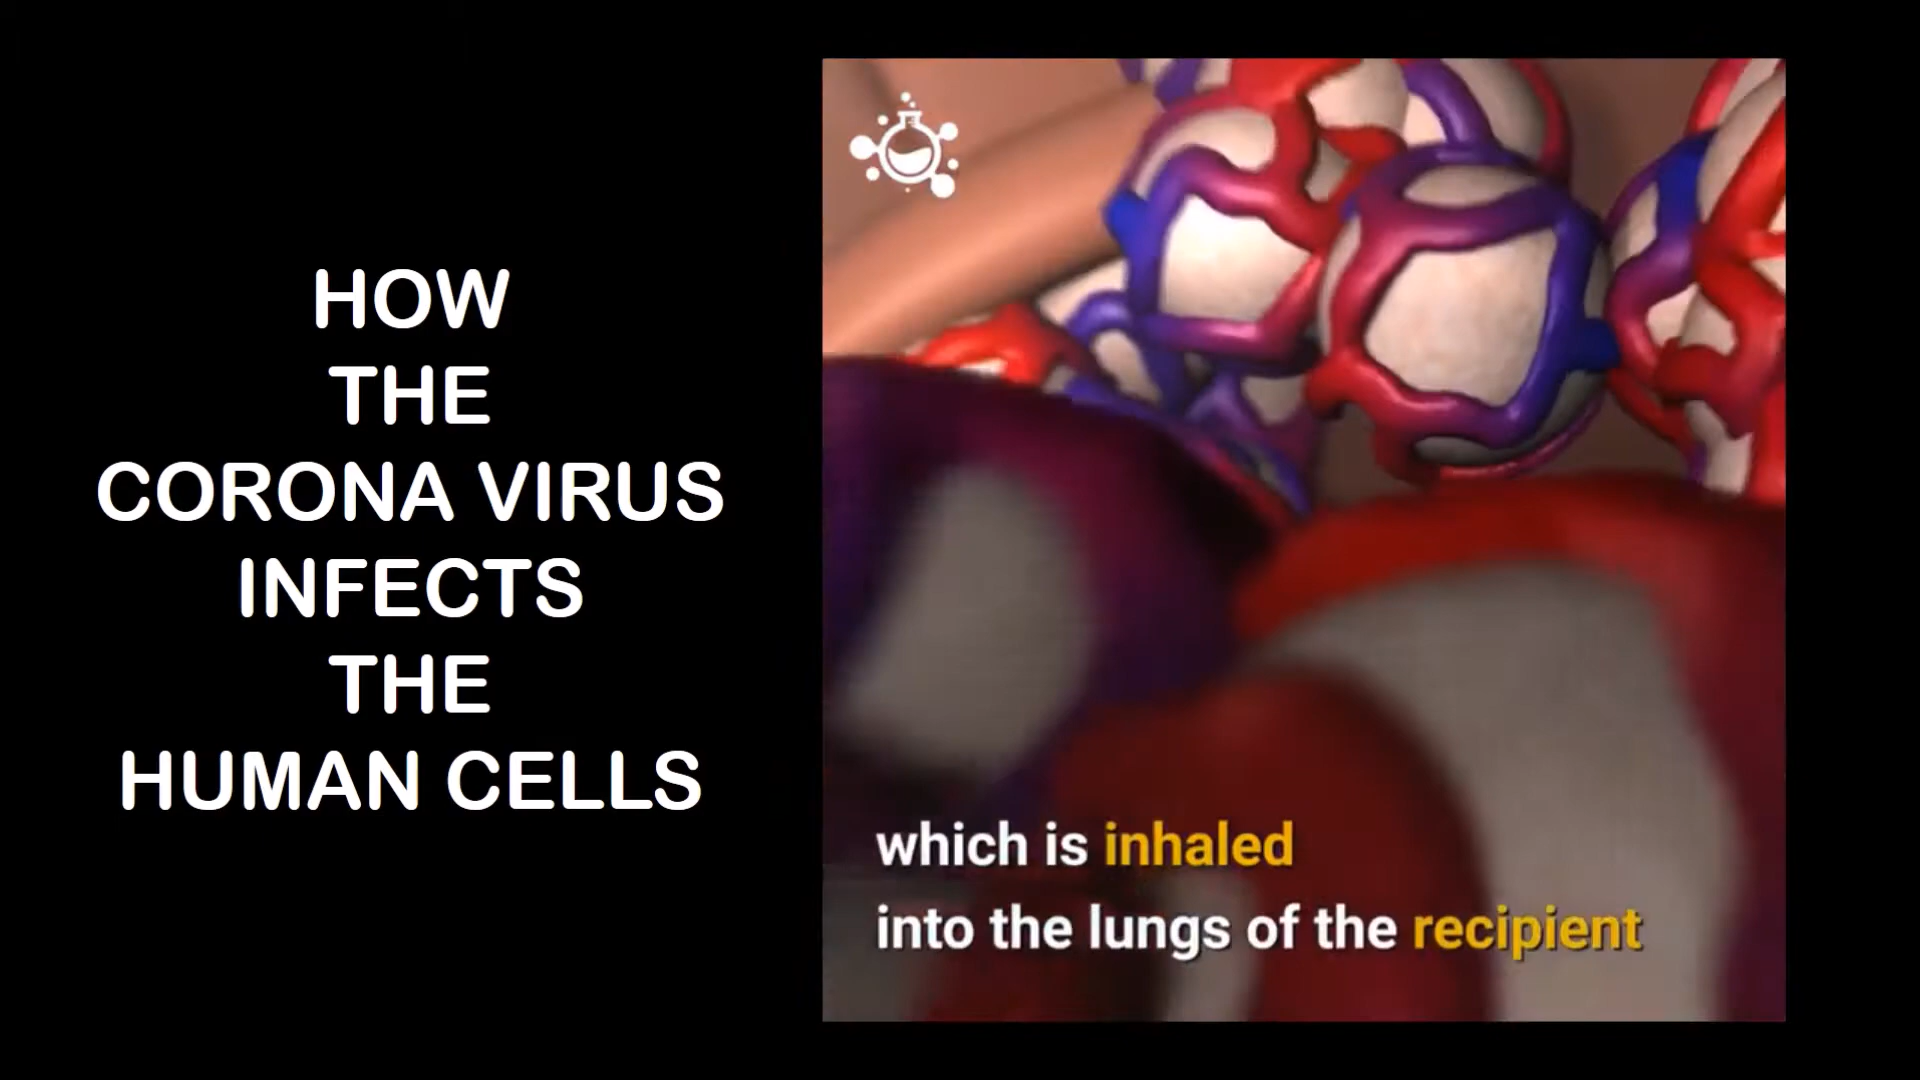 HOW
THE
CORONA VIRUS
INFECTS
THE
HUMAN CELLS
which is inhaled
into the lungs of the recipient